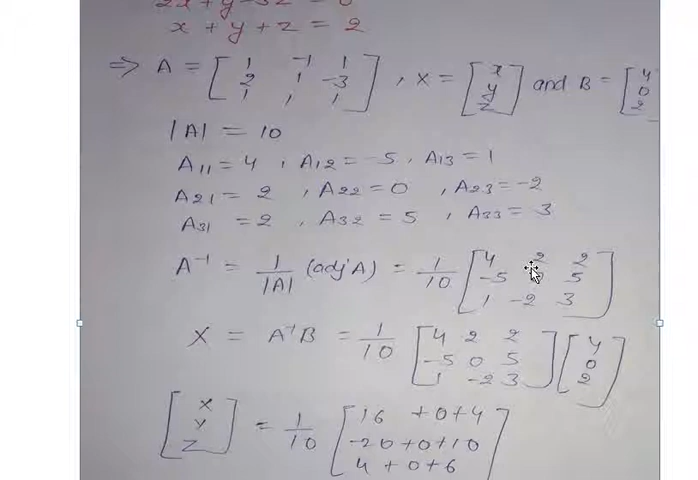 2x+y-3z = 0
x + y + z = 2
⇒ A = [1 -1 1; 2 1 -3; 1 1 1], X = [x; y; z] and B = [4; 0; 2]
|A| = 10
A11 = 4, A12 = -5, A13 = 1
A21 = 2, A22 = 0, A23 = -2
A31 = 2, A32 = 5, A33 = 3
A⁻¹ = 1/|A| (adj A) = 1/10 [4 2 2; -5 5; 1 -2 3]
X = A⁻¹B = 1/10 [4 2 2; -5 0 5; 1 -2 3] [4; 0; 2]
[x; y; z] = 1/10 [16 +0+4; -20+0+10; 4+0+6]